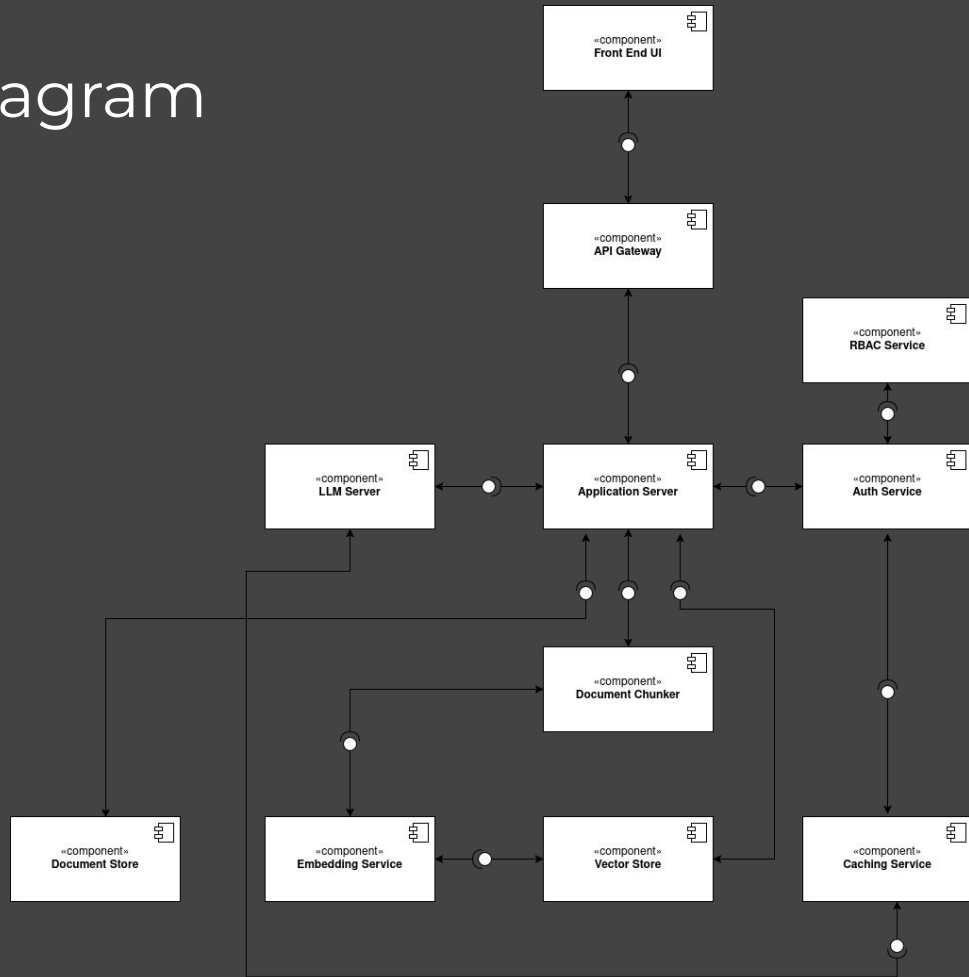 «component»
Front End UI
agram
«component»
API Gateway
«component»
RBAC Service
«component»
LLM Server
«component»
Application Server
«component»
Auth Service
«component»
Document Chunker
«component»
Document Store
«component»
Embedding Service
«component»
Vector Store
«component»
Caching Service